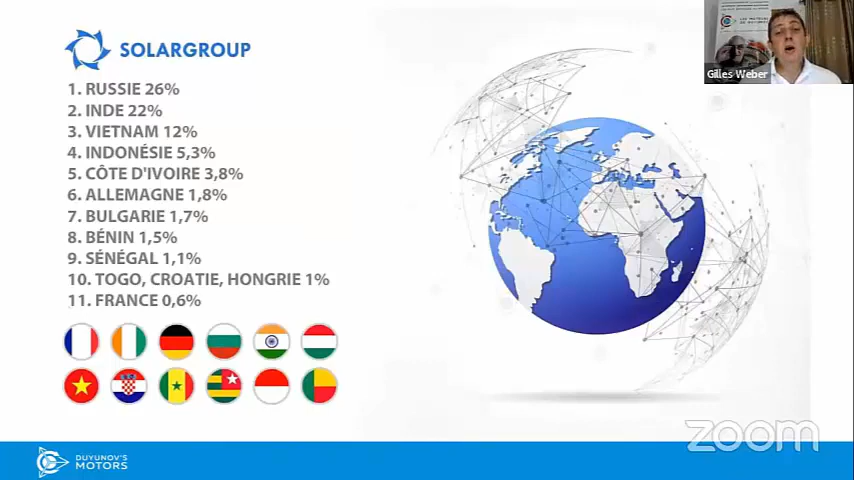 SOLARGROUP
1. RUSSIE 26%
2. INDE 22%
3. VIETNAM 12%
4. INDONÉSIE 5,3%
5. CÔTE D'IVOIRE 3,8%
6. ALLEMAGNE 1,8%
7. BULGARIE 1,7%
8. BÉNIN 1,5%
9. SÉNÉGAL 1,1%
10. TOGO, CROATIE, HONGRIE 1%
11. FRANCE 0,6%
Gilles Weber
zoom
DUYUNOV'S
MOTORS